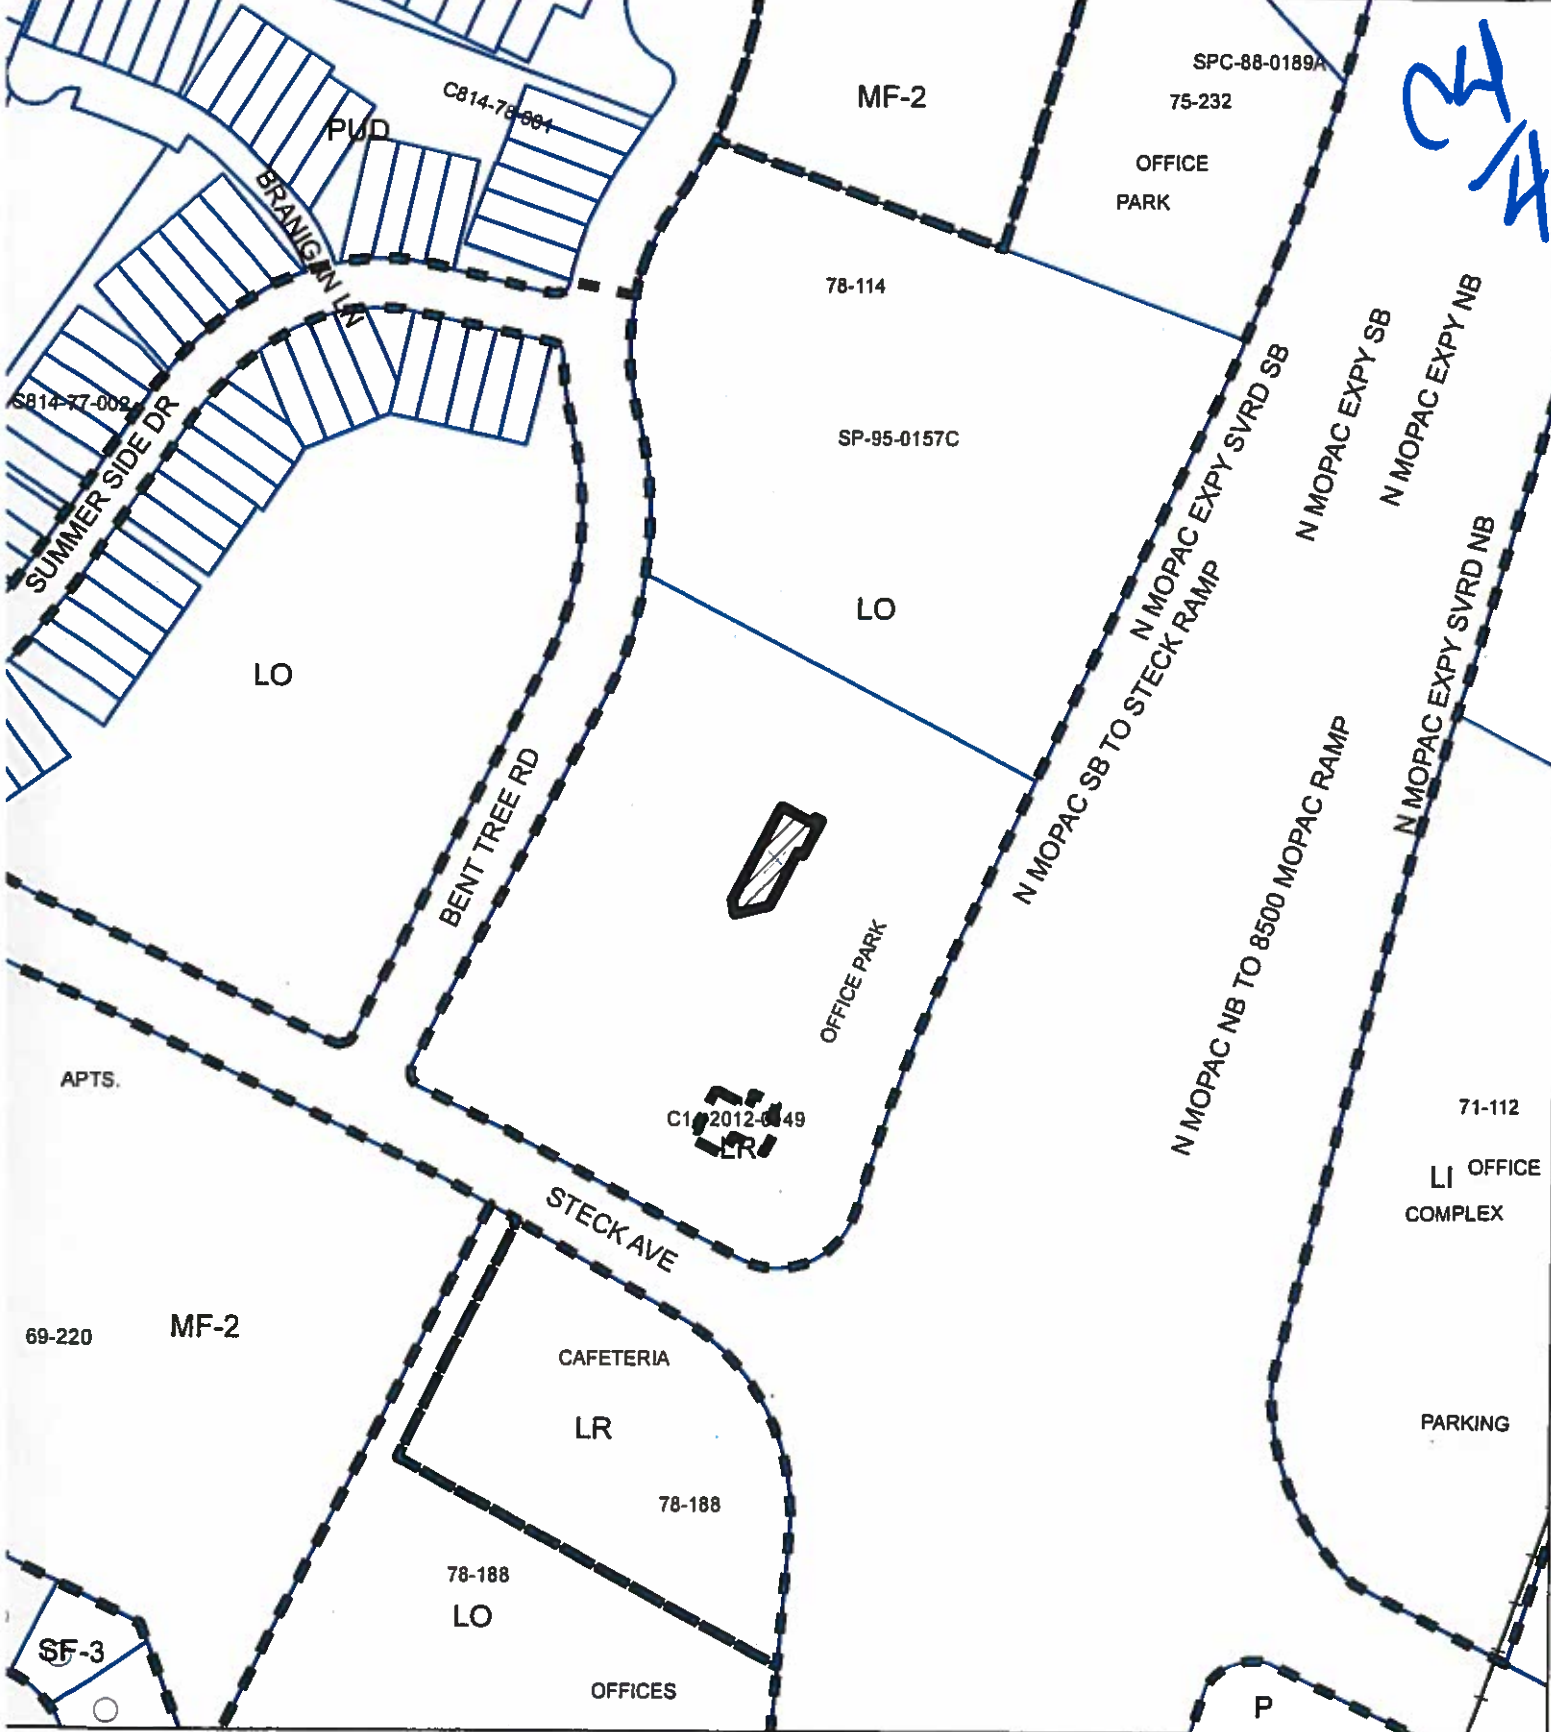 C4
/4
SPC-88-0189A
MF-2
75-232
C814-78-001
PUD
OFFICE
PARK
BRANIGAN LN
78-114
N MOPAC EXPY SB
N MOPAC EXPY NB
S814-77-002
SUMMER SIDE DR
SP-95-0157C
N MOPAC EXPY SVRD SB
N MOPAC SB TO STECK RAMP
N MOPAC EXPY SVRD NB
LO
LO
BENT TREE RD
N MOPAC NB TO 8500 MOPAC RAMP
OFFICE PARK
APTS.
LR
71-112
LI OFFICE
COMPLEX
STECK AVE
69-220
MF-2
CAFETERIA
LR
PARKING
78-188
78-188
LO
SF-3
OFFICES
P